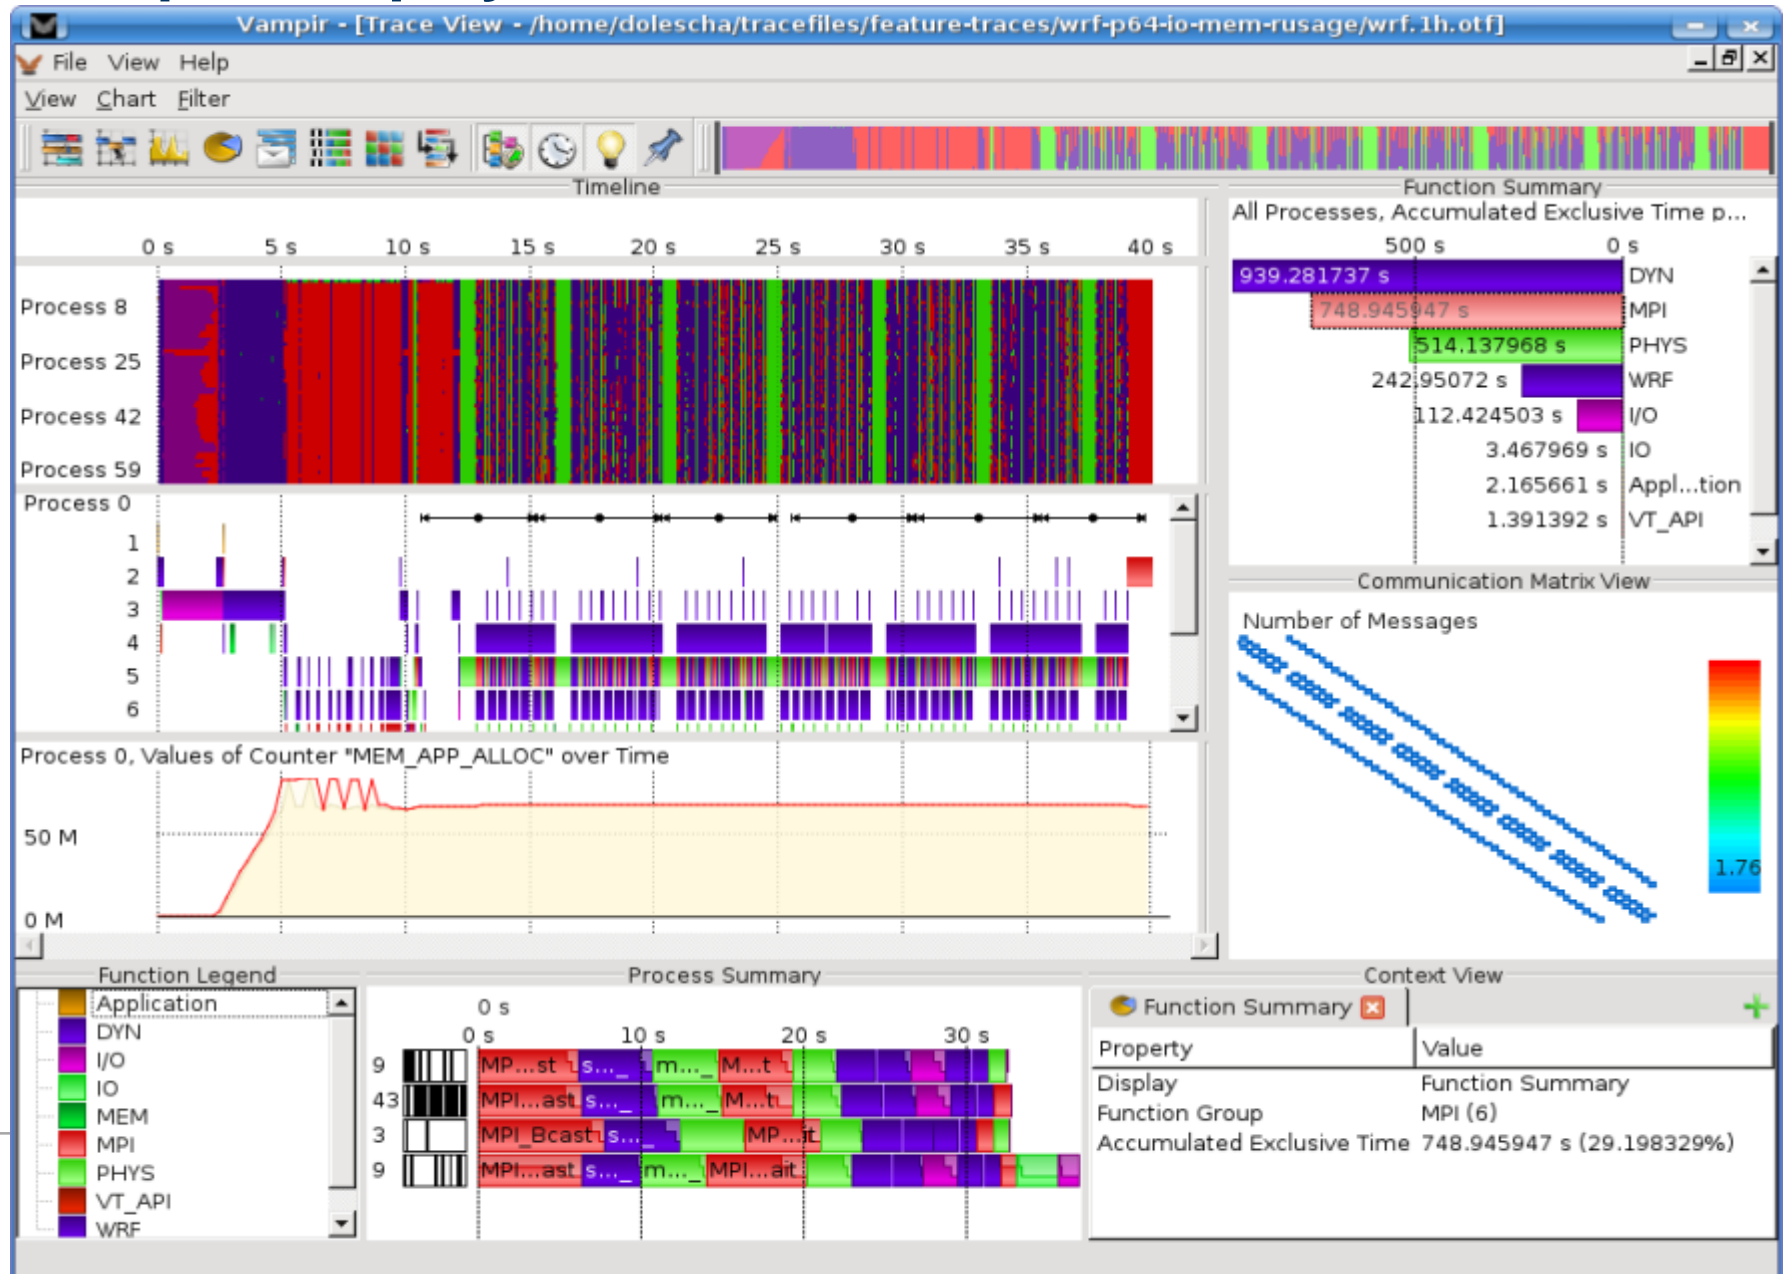 Vampir - [Trace View - /home/dolescha/tracefiles/feature-traces/wrf-p64-io-mem-rusage/wrf.1h.otf]
File View Help
View Chart Filter
Timeline
0 s 5 s 10 s 15 s 20 s 25 s 30 s 35 s 40 s
Process 8
Process 25
Process 42
Process 59
Process 0
1
2
3
4
5
6
Process 0, Values of Counter "MEM_APP_ALLOC" over Time
50 M
0 M
Function Summary
All Processes, Accumulated Exclusive Time p...
500 s 0 s
939.281737 s DYN
748.945947 s MPI
514.137968 s PHYS
242.95072 s WRF
112.424503 s I/O
3.467969 s IO
2.165661 s Appl...tion
1.391392 s VT_API
Communication Matrix View
Number of Messages
1.76
Function Legend
Application
DYN
I/O
IO
MEM
MPI
PHYS
VT_API
WRF
Process Summary
0 s
0 s 10 s 20 s 30 s
9 MP...st s..._ m..._ M...t
43 MPI...ast s..._ m..._ M...t
3 MPI_Bcast s..._ MP...it
9 MPI...ast s..._ m..._ MPI...ait
Context View
Function Summary
Property Value
Display Function Summary
Function Group MPI (6)
Accumulated Exclusive Time 748.945947 s (29.198329%)